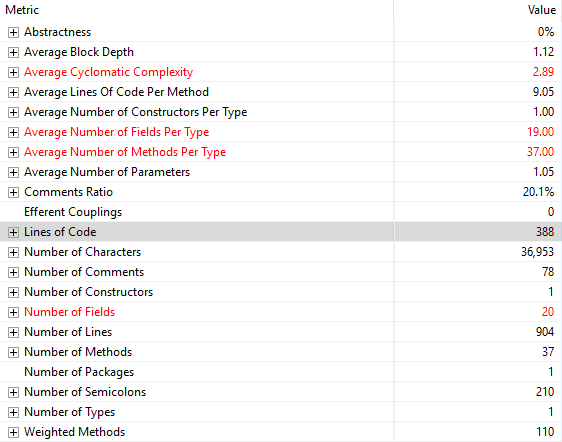 Metric Value
Abstractness 0%
Average Block Depth 1.12
Average Cyclomatic Complexity 2.89
Average Lines Of Code Per Method 9.05
Average Number of Constructors Per Type 1.00
Average Number of Fields Per Type 19.00
Average Number of Methods Per Type 37.00
Average Number of Parameters 1.05
Comments Ratio 20.1%
Efferent Couplings 0
Lines of Code 388
Number of Characters 36,953
Number of Comments 78
Number of Constructors 1
Number of Fields 20
Number of Lines 904
Number of Methods 37
Number of Packages 1
Number of Semicolons 210
Number of Types 1
Weighted Methods 110